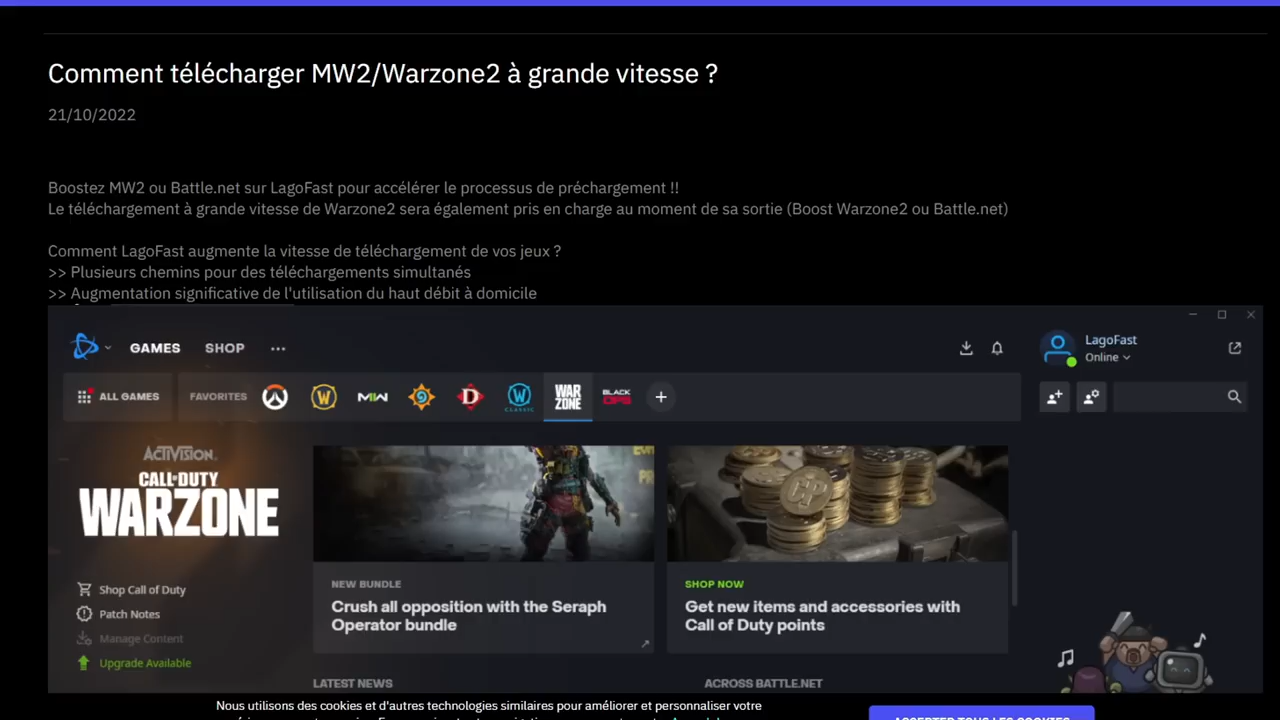 Comment télécharger MW2/Warzone2 à grande vitesse ?
21/10/2022
Boostez MW2 ou Battle.net sur LagoFast pour accélérer le processus de préchargement !!
Le téléchargement à grande vitesse de Warzone2 sera également pris en charge au moment de sa sortie (Boost Warzone2 ou Battle.net)
Comment LagoFast augmente la vitesse de téléchargement de vos jeux ?
>> Plusieurs chemins pour des téléchargements simultanés
>> Augmentation significative de l'utilisation du haut débit à domicile
GAMES SHOP ...
LagoFast
Online
ALL GAMES FAVORITES MW CLASSIC WAR ZONE BLACK OPS +
ACTIVISION.
CALL OF DUTY
WARZONE
CP
NEW BUNDLE
Crush all opposition with the Seraph
Operator bundle
SHOP NOW
Get new items and accessories with
Call of Duty points
Shop Call of Duty
Patch Notes
Manage Content
Upgrade Available
LATEST NEWS
ACROSS BATTLE.NET
Nous utilisons des cookies et d'autres technologies similaires pour améliorer et personnaliser votre
ACCEPTER TOUS LES COOKIES